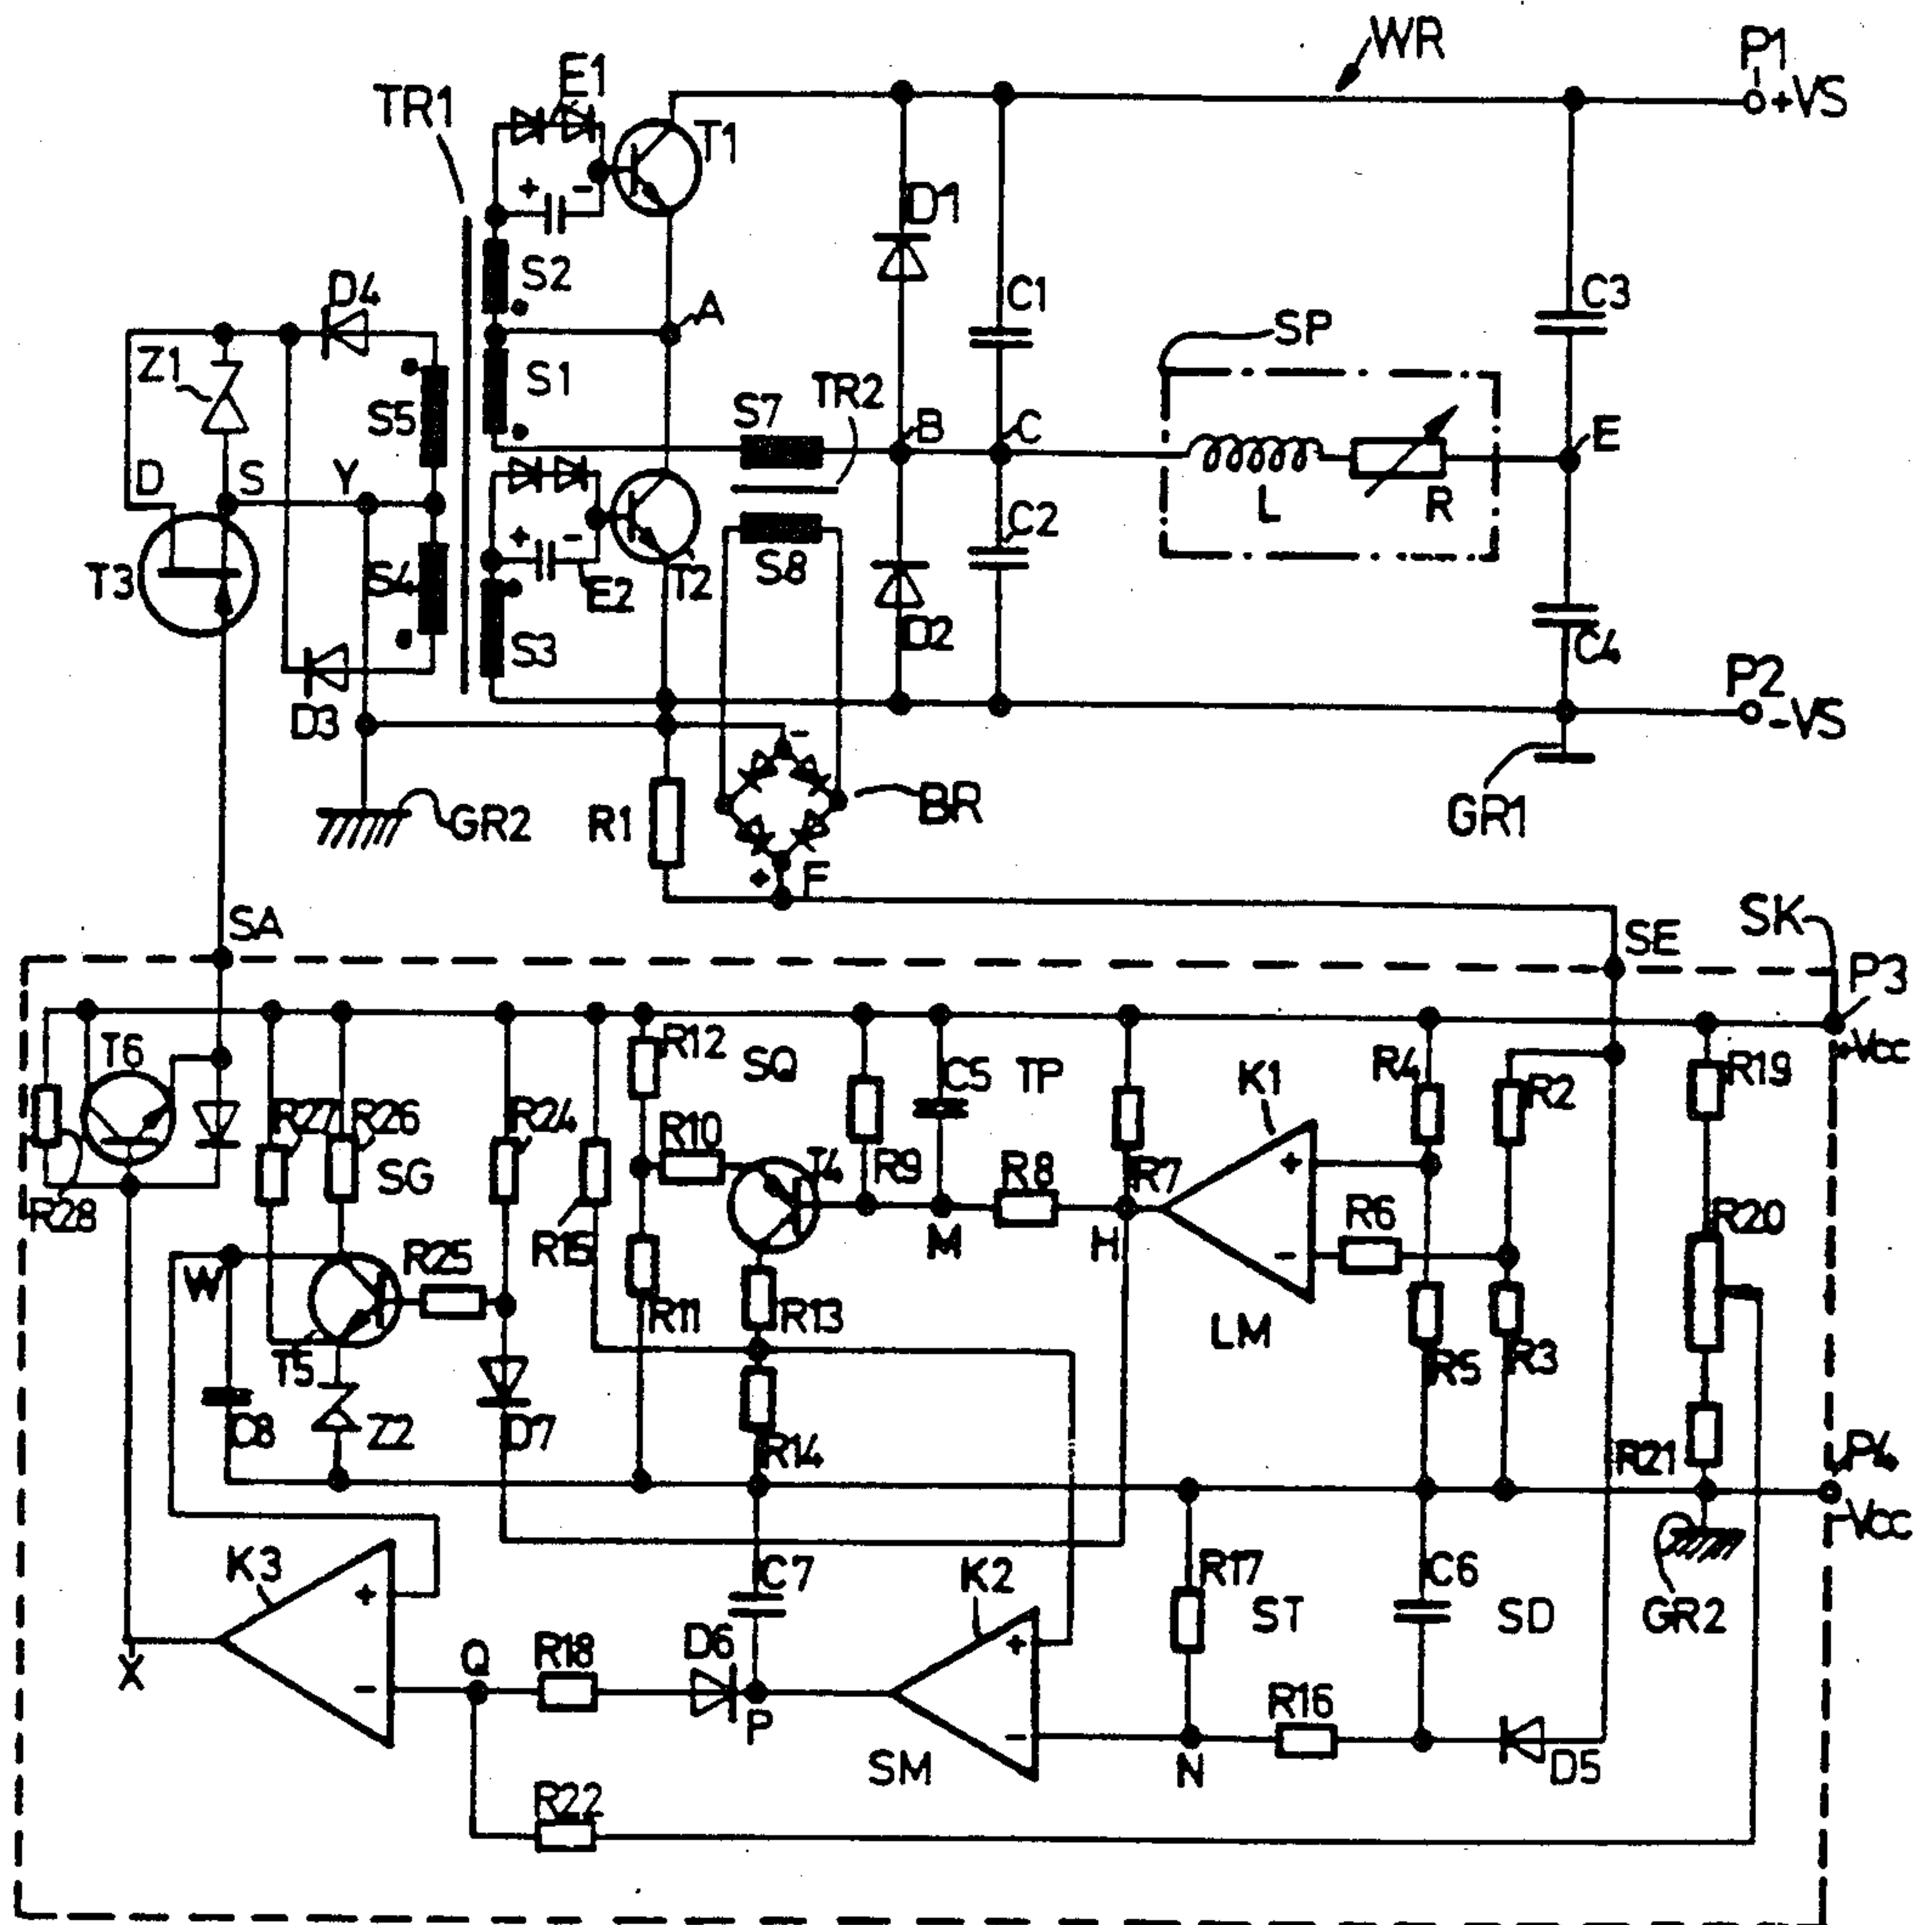 WR
P1
+VS
E1
TR1
T1
+ -
D1
S2
A
C1
C3
D4
SP
Z1
S1
TR2
S5
S7
B
C
E
D
S
Y
L
R
+ -
C2
T3
S4
E2
T2
S8
S3
D2
C4
P2
-VS
D3
-
GR2
R1
BR
GR1
+
F
SA
SE
SK
P3
+Vcc
T6
R12
SQ
C5
TP
K1
R4
R2
R19
R27
R26
R24
R10
T4
R9
R8
R7
+
SG
R28
R15
M
H
R6
-
R20
W
R25
R11
R13
LM
T5
R5
R3
C8
Z2
D7
R14
R21
P4
-Vcc
K3
+
C7
K2
R17
ST
C6
SD
GR2
X
Q
R18
D6
+
-
P
R16
SM
-
N
D5
R22